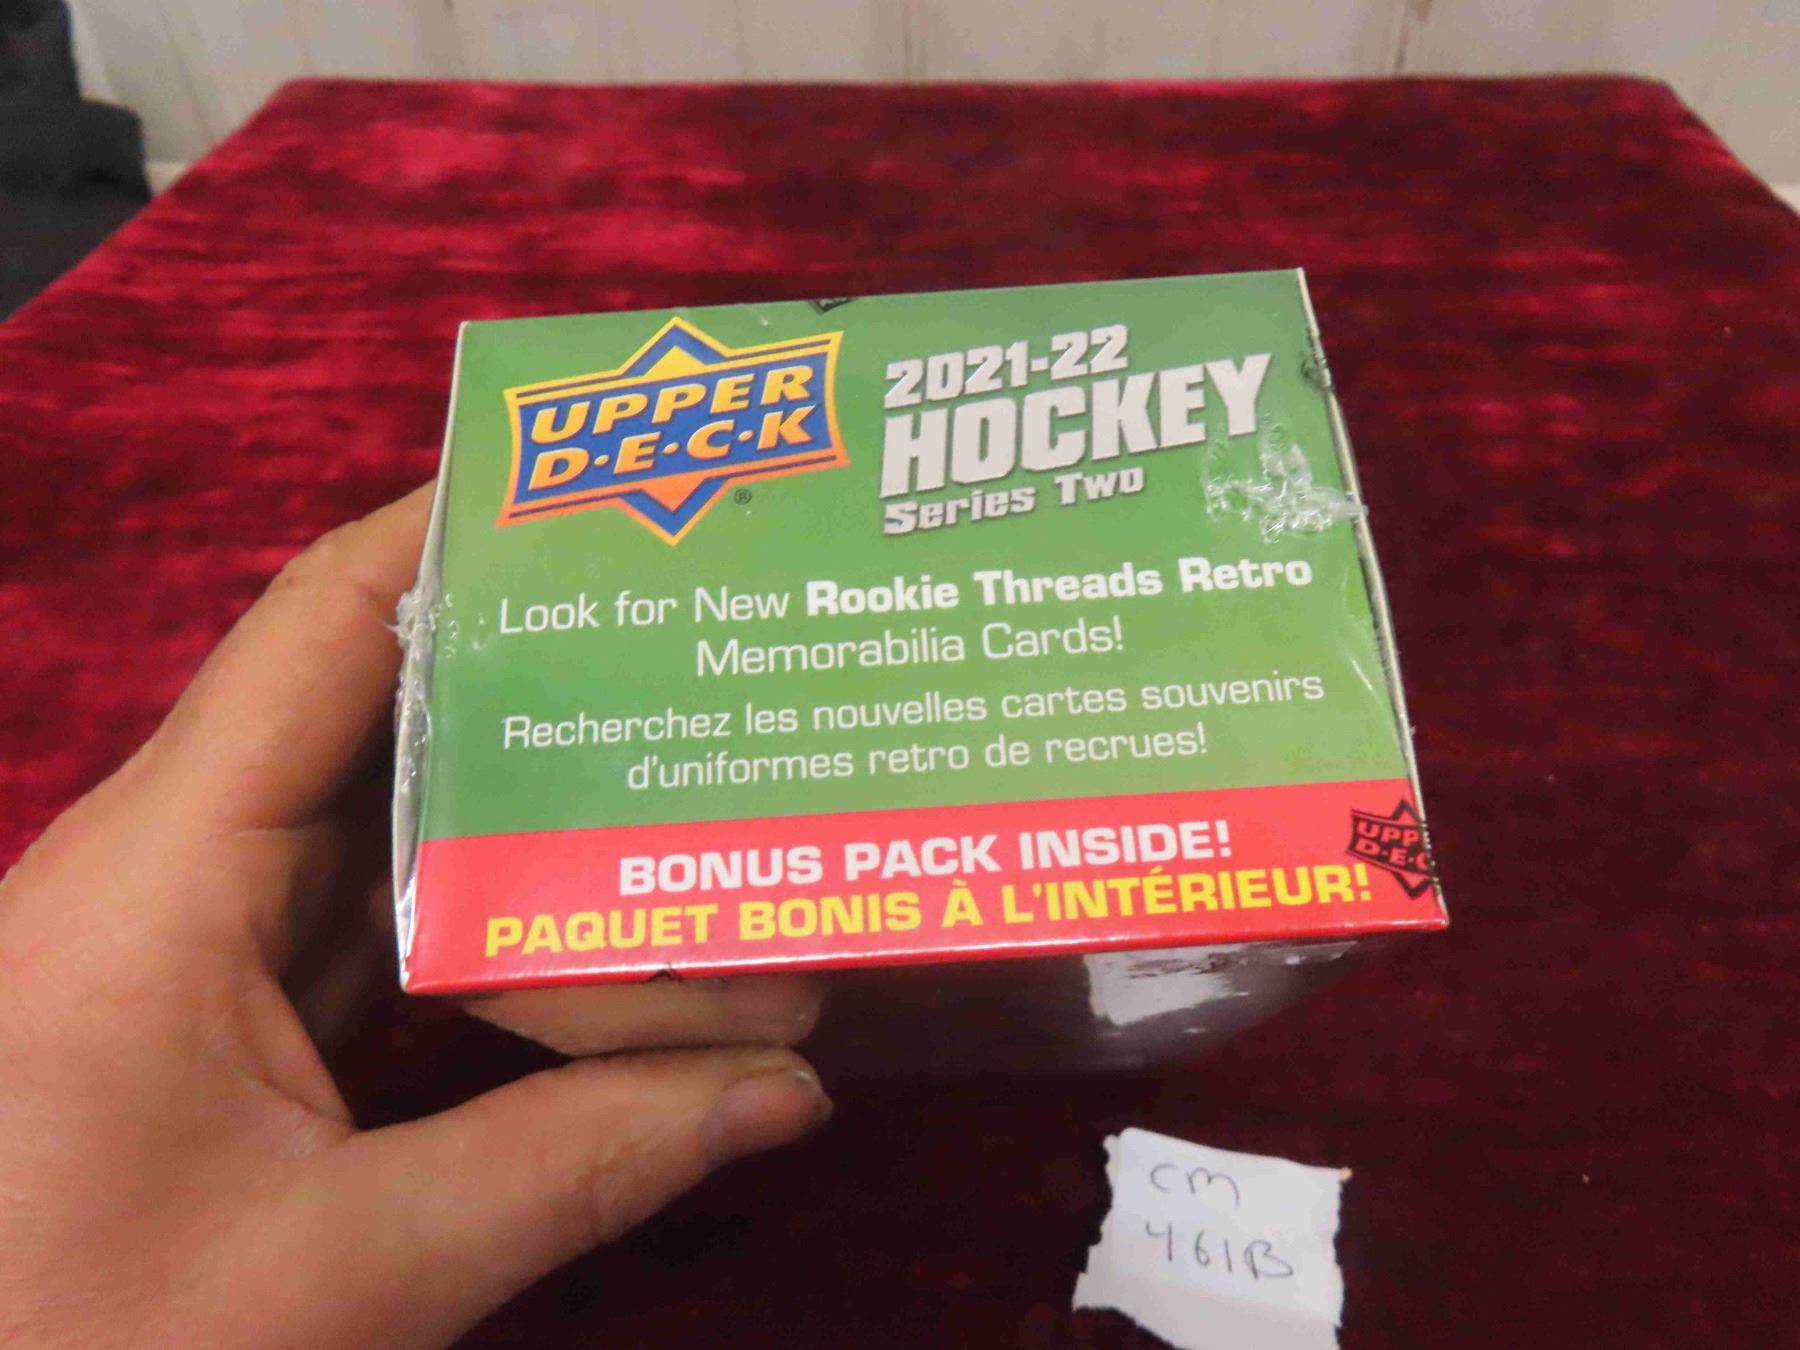 UPPER
D·E·C·K
®
2021-22
HOCKEY
Series Two
Look for New Rookie Threads Retro
Memorabilia Cards!
Recherchez les nouvelles cartes souvenirs
d'uniformes retro de recrues!
BONUS PACK INSIDE!
PAQUET BONIS À L'INTÉRIEUR!
UPP
D·E·C
CM
461B